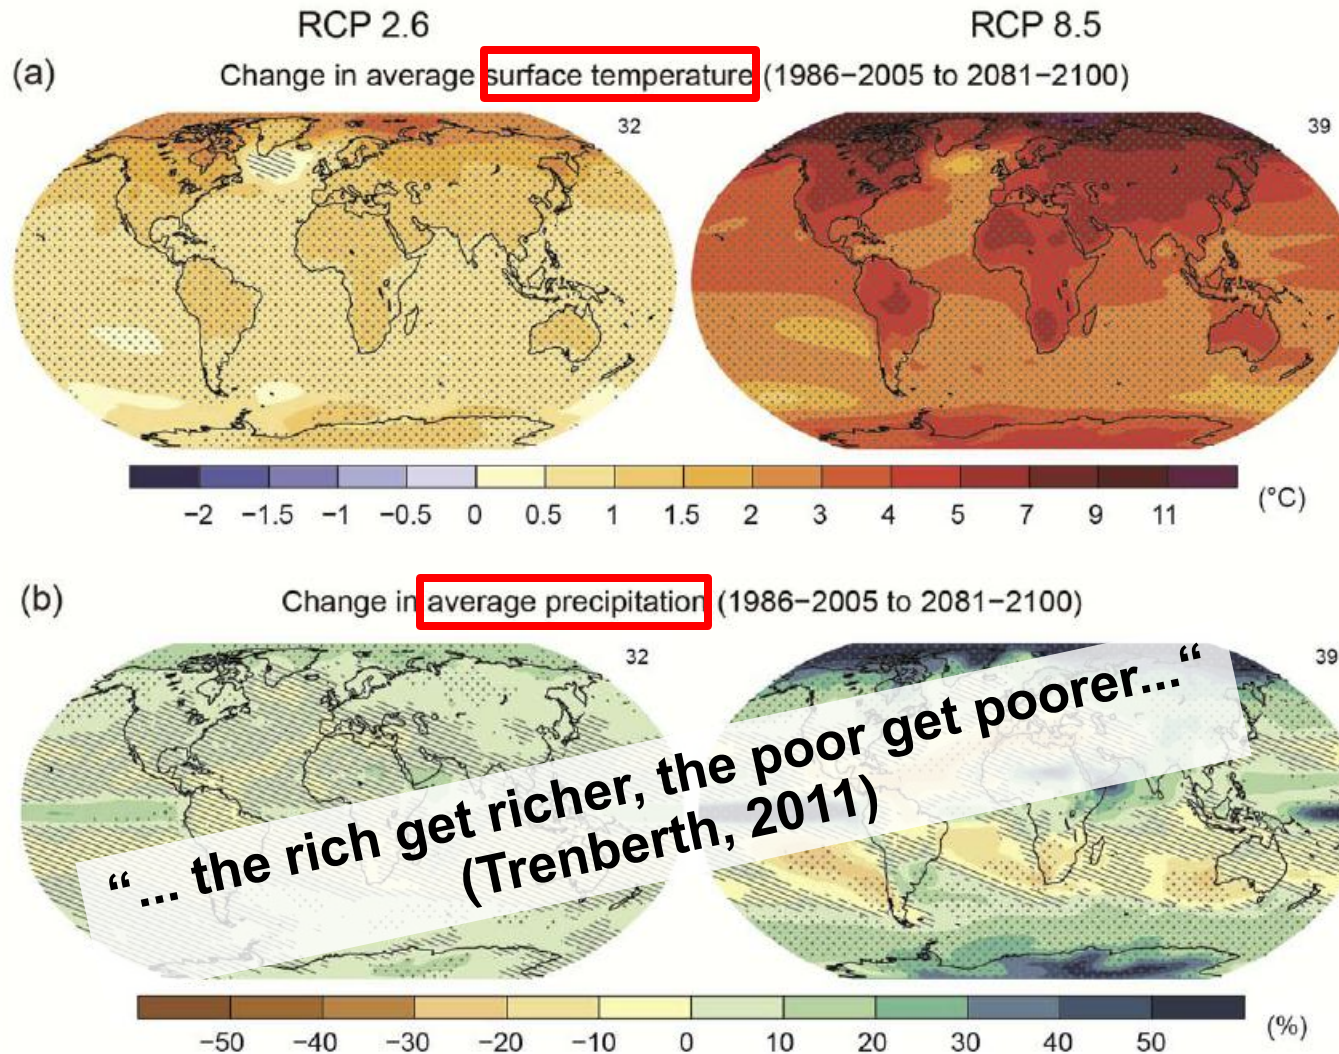 RCP 2.6
RCP 8.5
(a)
Change in average surface temperature (1986−2005 to 2081−2100)
32
39
−2 −1.5 −1 −0.5 0 0.5 1 1.5 2 3 4 5 7 9 11
(°C)
(b)
Change in average precipitation (1986−2005 to 2081−2100)
32
39
“... the rich get richer, the poor get poorer...“
(Trenberth, 2011)
−50 −40 −30 −20 −10 0 10 20 30 40 50
(%)